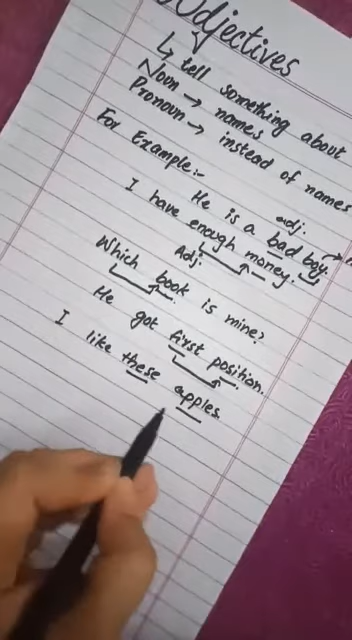 Adjectives
↳ tell something about
Noun → names
Pronoun → instead of names
For Example:-
adj.
He is a bad boy.
I have enough money.
Adj.
Which book is mine?
He got first position.
I like these apples.